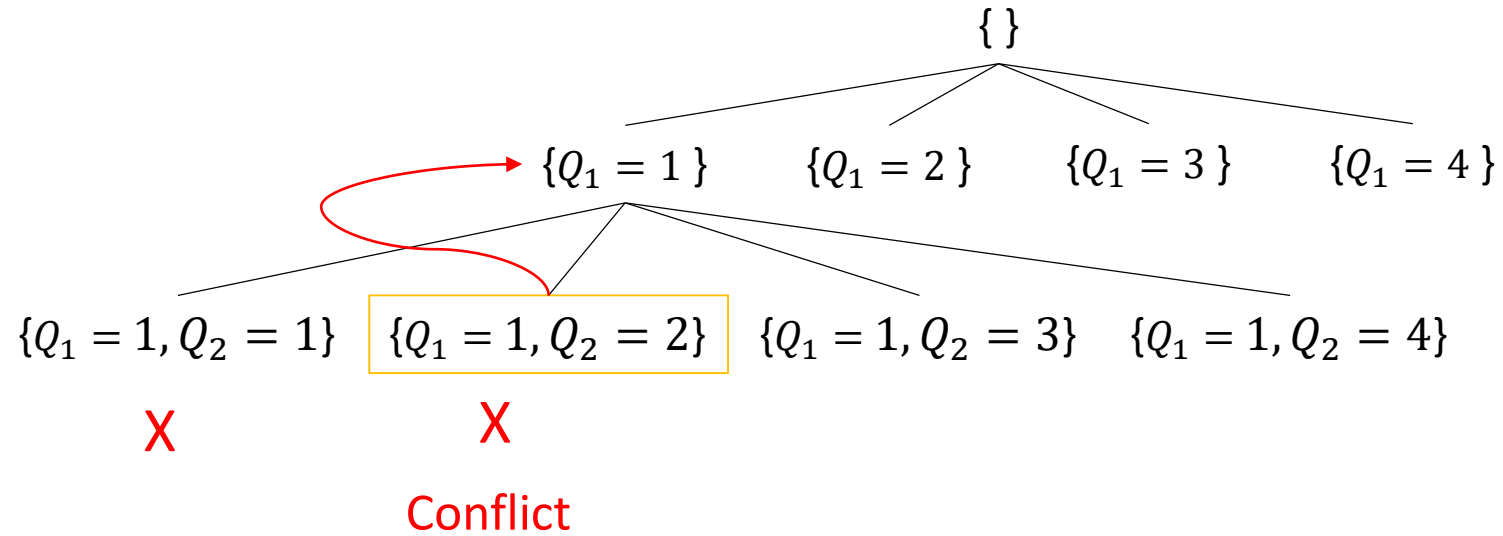 { }
{Q₁ = 1 } {Q₁ = 2 } {Q₁ = 3 } {Q₁ = 4 }
{Q₁ = 1, Q₂ = 1} {Q₁ = 1, Q₂ = 2} {Q₁ = 1, Q₂ = 3} {Q₁ = 1, Q₂ = 4}
X X
Conflict